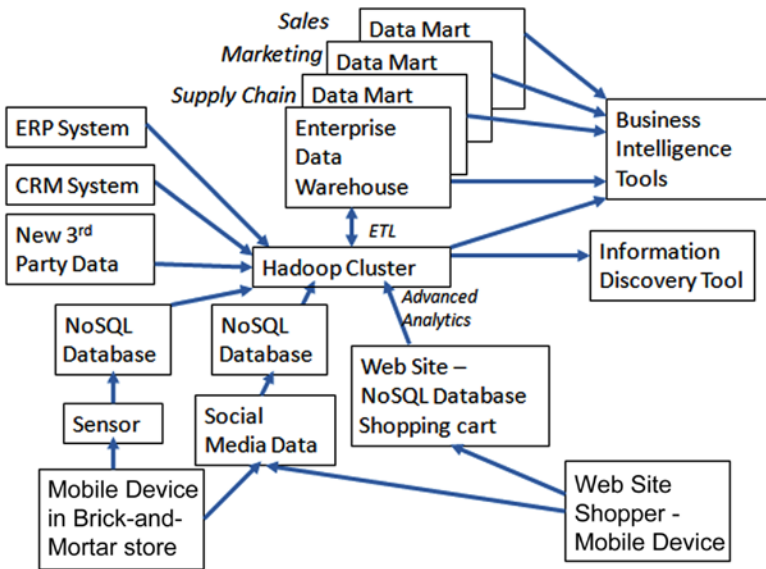 Sales
Data Mart
Marketing
Data Mart
Supply Chain
Data Mart
Enterprise
Data
Warehouse
Business
Intelligence
Tools
ERP System
CRM System
New 3rd
Party Data
ETL
Hadoop Cluster
Information
Discovery Tool
Advanced
Analytics
NoSQL
Database
NoSQL
Database
Web Site –
NoSQL Database
Shopping cart
Sensor
Social
Media Data
Mobile Device
in Brick-and-
Mortar store
Web Site
Shopper -
Mobile Device